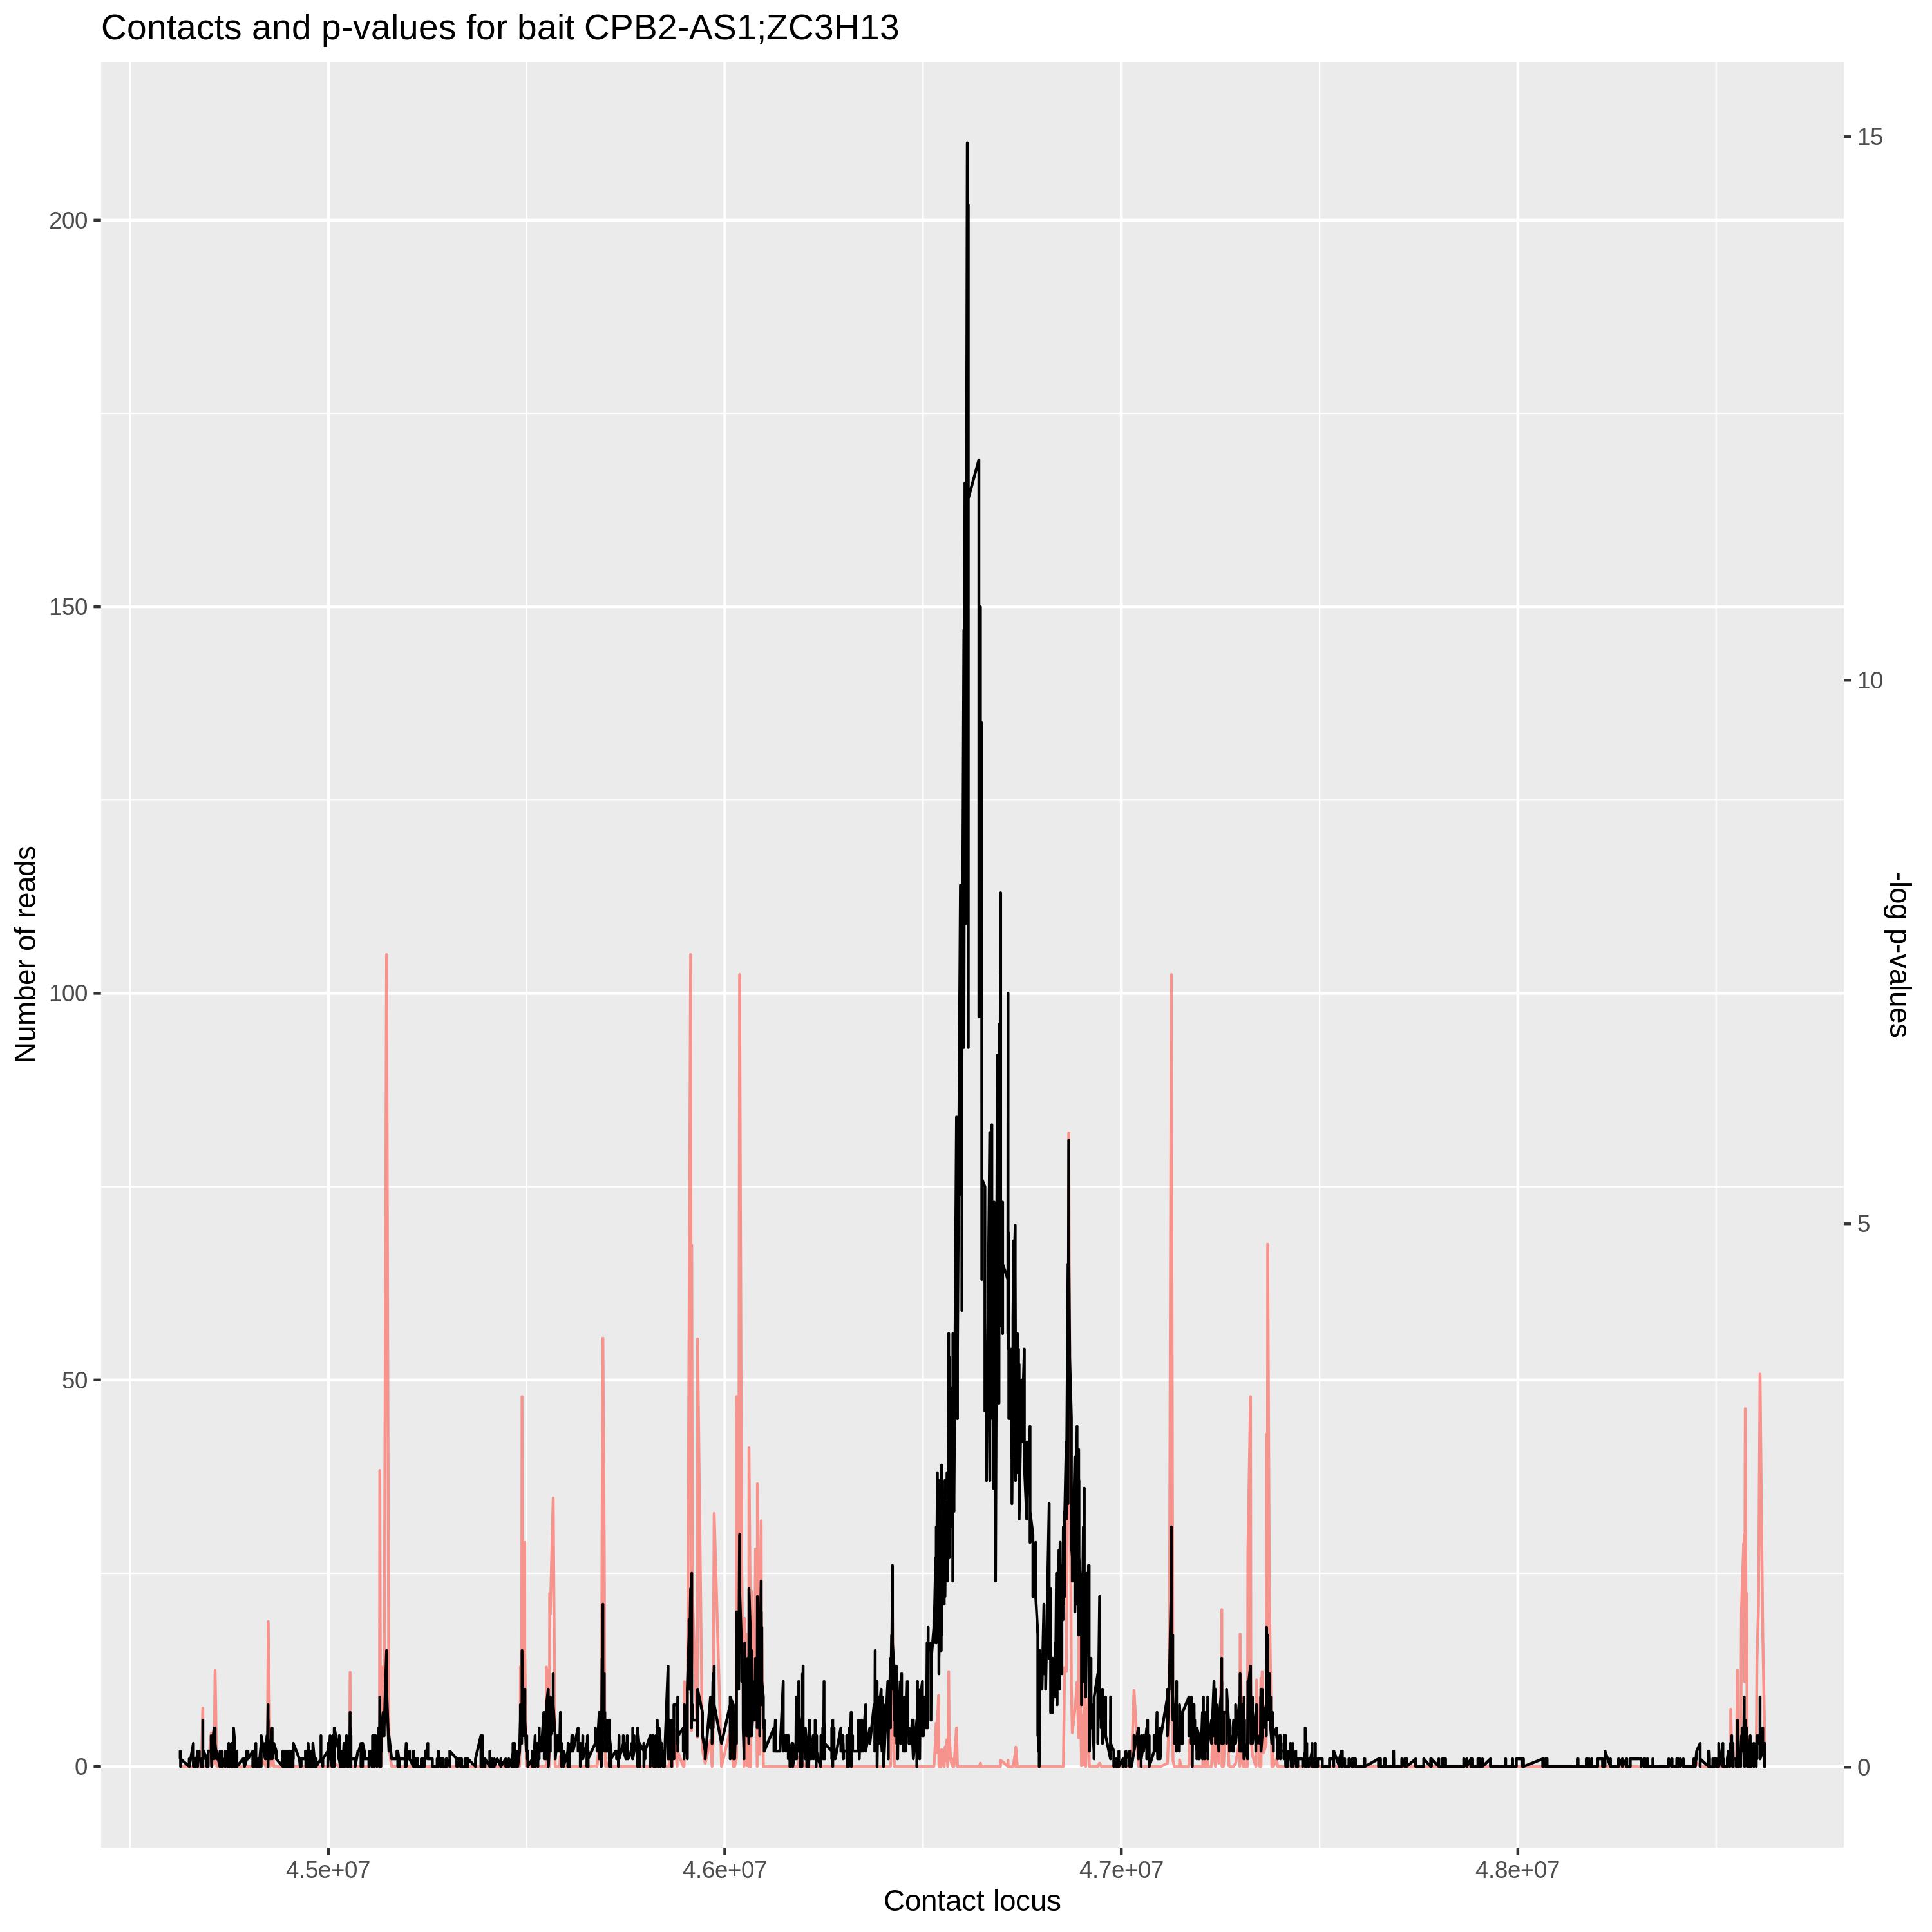 Contacts and p-values for bait CPB2-AS1;ZC3H13
Number of reads
200
150
100
50
0
15
10
5
0
-log p-values
4.5e+07
4.6e+07
4.7e+07
4.8e+07
Contact locus